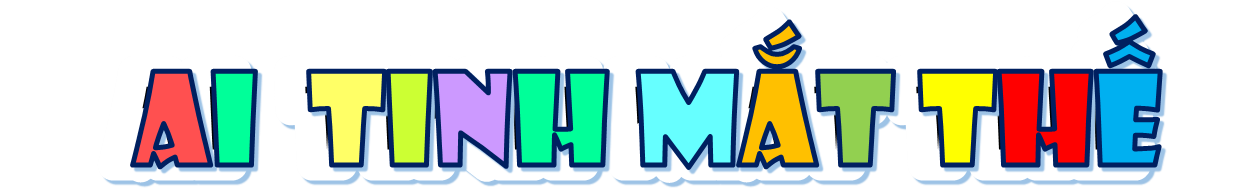 AI TINH MẮT THẾ